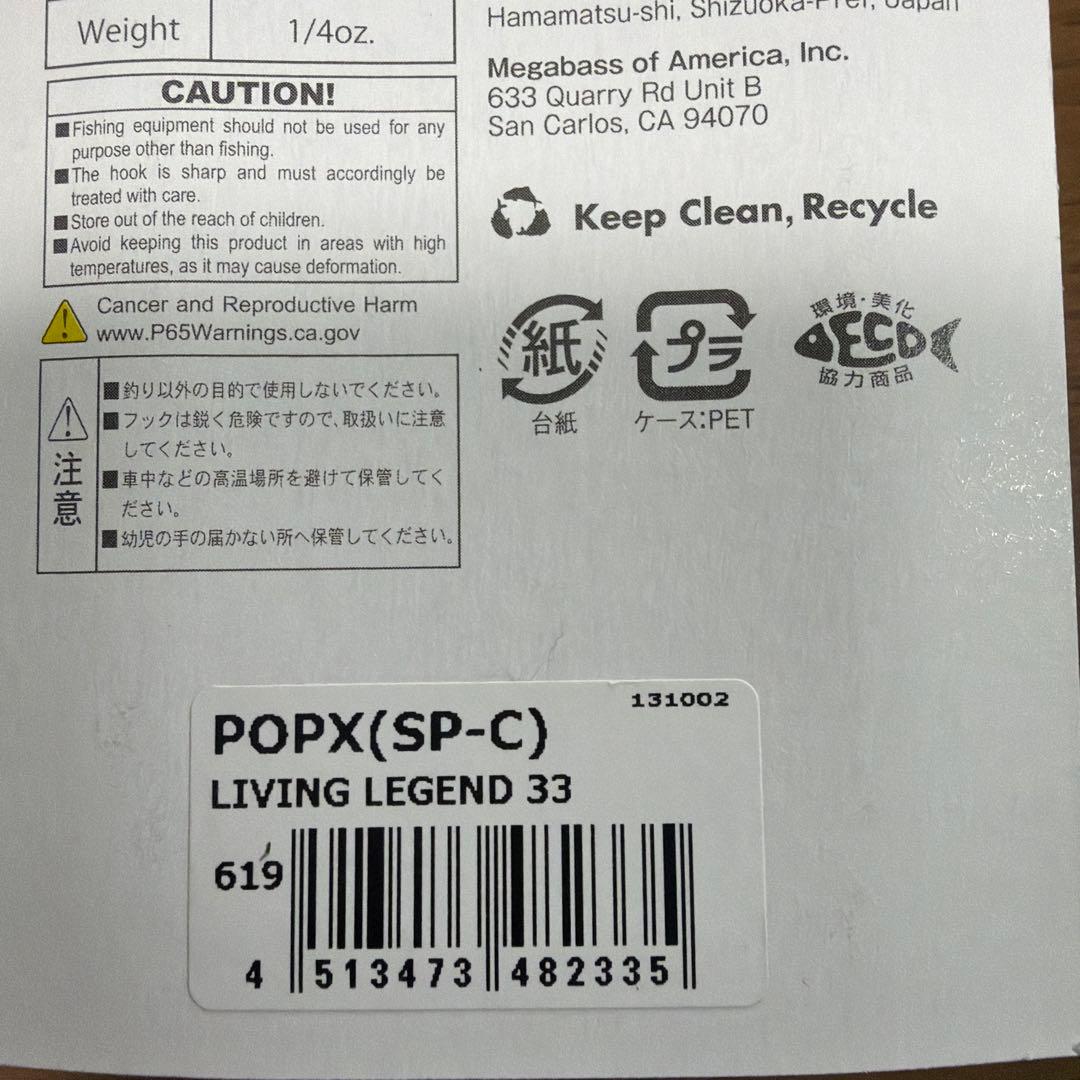 Weight 1/4oz.
CAUTION!
■Fishing equipment should not be used for any
purpose other than fishing.
■The hook is sharp and must accordingly be
treated with care.
■Store out of the reach of children.
■Avoid keeping this product in areas with high
temperatures, as it may cause deformation.
Cancer and Reproductive Harm
www.P65Warnings.ca.gov
注意
■釣り以外の目的で使用しないでください。
■フックは鋭く危険ですので、取扱いに注意
してください。
■車中などの高温場所を避けて保管してく
ださい。
■幼児の手の届かない所へ保管してください。
Hamamatsu-shi, Shizuoka-Pref, Japan
Megabass of America, Inc.
633 Quarry Rd Unit B
San Carlos, CA 94070
Keep Clean, Recycle
紙
台紙
プラ
ケース:PET
環境・美化
ECO
協力商品
131002
POPX(SP-C)
LIVING LEGEND 33
619
4 513473 482335